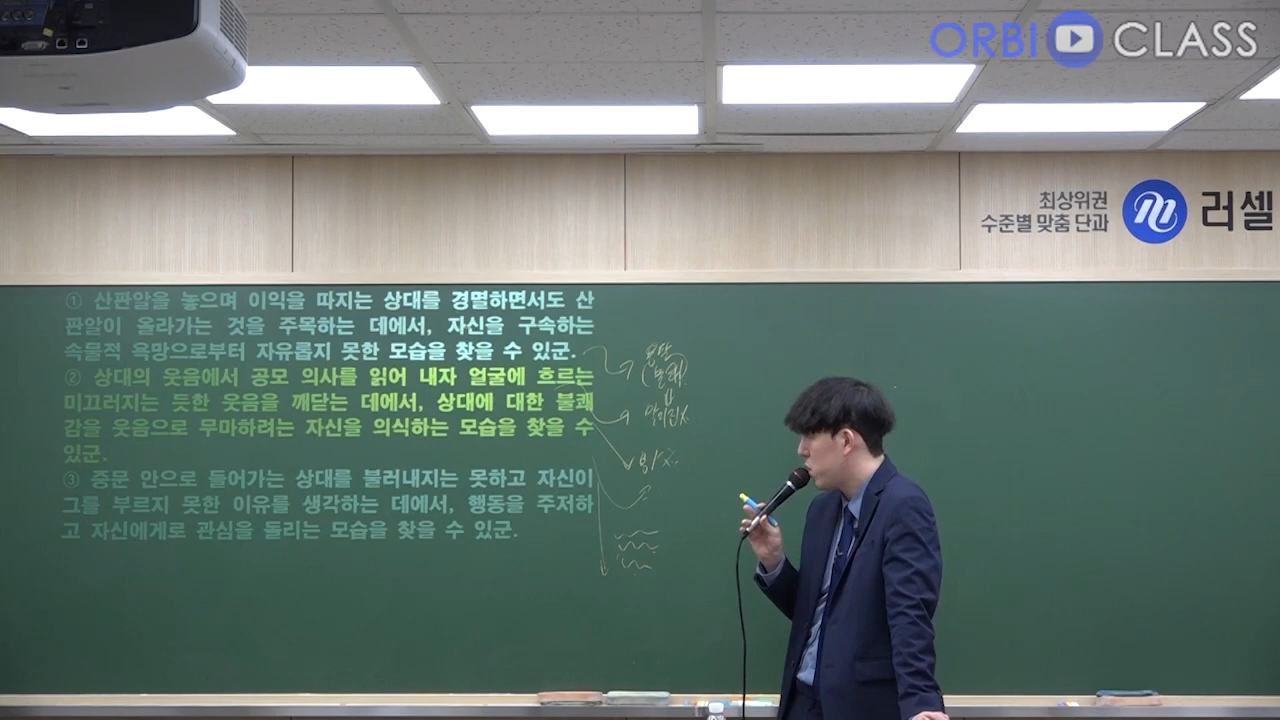 ORBI CLASS
최상위권
수준별 맞춤 단과
러셀
① 산판알을 놓으며 이익을 따지는 상대를 경멸하면서도 산
판알이 올라가는 것을 주목하는 데에서, 자신을 구속하는
속물적 욕망으로부터 자유롭지 못한 모습을 찾을 수 있군.
② 상대의 웃음에서 공모 의사를 읽어 내자 얼굴에 흐르는
미끄러지는 듯한 웃음을 깨닫는 데에서, 상대에 대한 불쾌
감을 웃음으로 무마하려는 자신을 의식하는 모습을 찾을 수
있군.
③ 중문 안으로 들어가는 상대를 불러내지는 못하고 자신이
그를 부르지 못한 이유를 생각하는 데에서, 행동을 주저하
고 자신에게로 관심을 돌리는 모습을 찾을 수 있군.